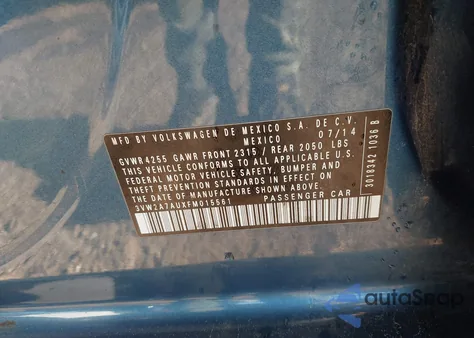 MFD BY VOLKSWAGEN DE MEXICO S.A. DE C.V.
MEXICO 07/14
GVWR 4255 GAWR FRONT 2315 / REAR 2050 LBS
THIS VEHICLE CONFORMS TO ALL APPLICABLE U.S.
FEDERAL MOTOR VEHICLE SAFETY, BUMPER AND
THEFT PREVENTION STANDARDS IN EFFECT ON
THE DATE OF MANUFACTURE SHOWN ABOVE.
3VW2A7AUXFM015561 PASSENGER CAR
3018342 1036 B
autoSnap